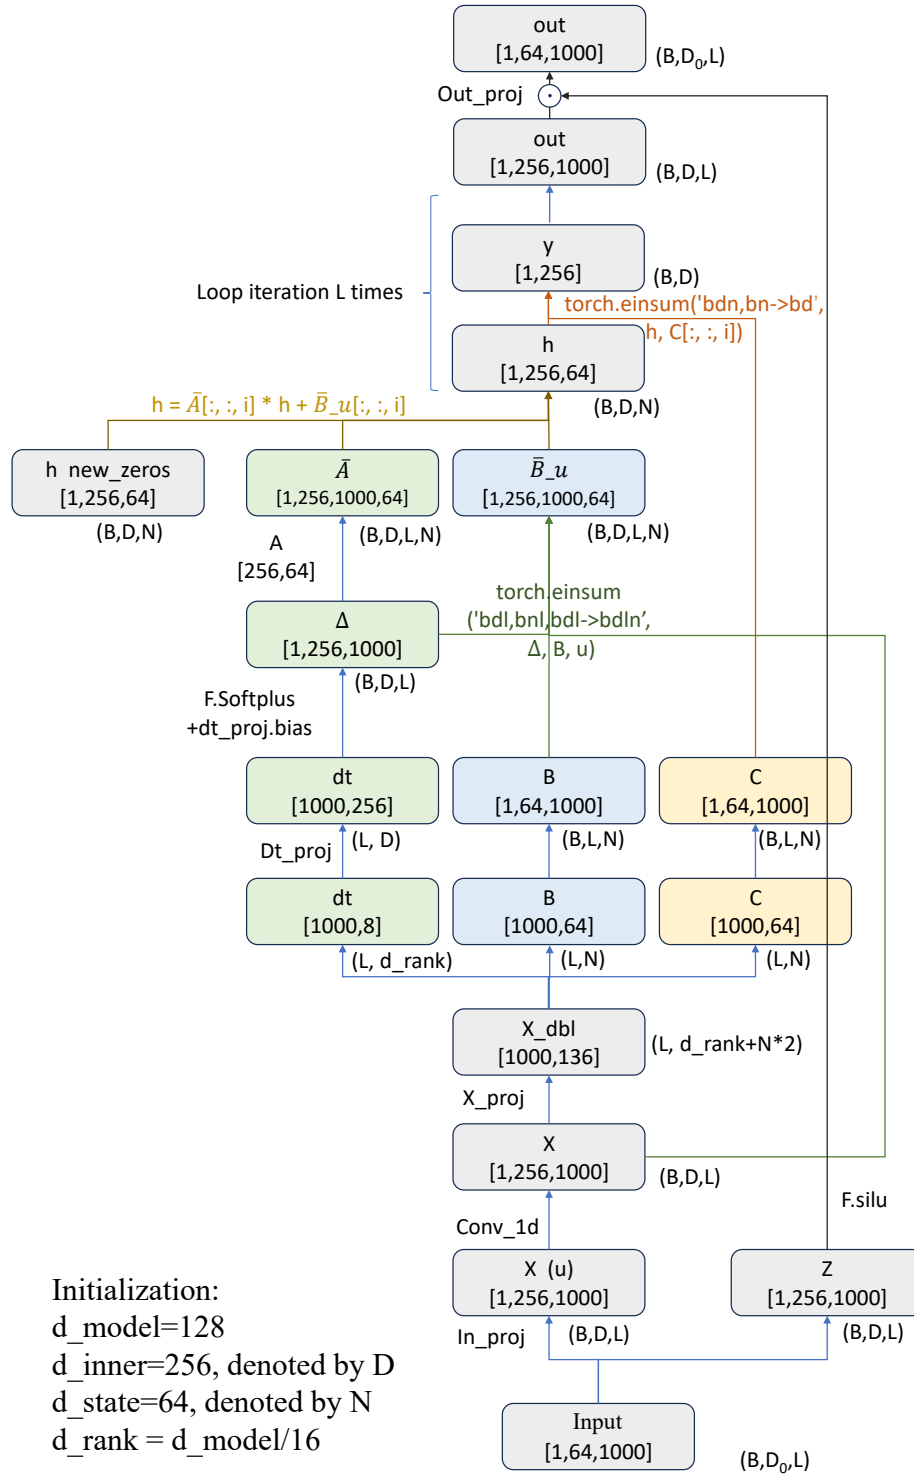 out
[1,64,1000]
(B,D₀,L)
Out_proj
out
[1,256,1000]
(B,D,L)
y
[1,256]
(B,D)
Loop iteration L times
torch.einsum('bdn,bn->bd',
h, C[:, :, i])
h
[1,256,64]
(B,D,N)
h = Ā[:, :, i] * h + B̄_u[:, :, i]
h new_zeros
[1,256,64]
(B,D,N)
Ā
[1,256,1000,64]
(B,D,L,N)
B̄_u
[1,256,1000,64]
(B,D,L,N)
A
[256,64]
torch.einsum
('bdl,bnl,bdl->bdln’,
Δ, B, u)
Δ
[1,256,1000]
(B,D,L)
F.Softplus
+dt_proj.bias
dt
[1000,256]
(L, D)
B
[1,64,1000]
(B,L,N)
C
[1,64,1000]
(B,L,N)
Dt_proj
dt
[1000,8]
(L, d_rank)
B
[1000,64]
(L,N)
C
[1000,64]
(L,N)
X_dbl
[1000,136]
(L, d_rank+N*2)
X_proj
X
[1,256,1000]
(B,D,L)
Conv_1d
F.silu
X (u)
[1,256,1000]
(B,D,L)
Z
[1,256,1000]
(B,D,L)
In_proj
Input
[1,64,1000]
(B,D₀,L)
Initialization:
d_model=128
d_inner=256, denoted by D
d_state=64, denoted by N
d_rank = d_model/16